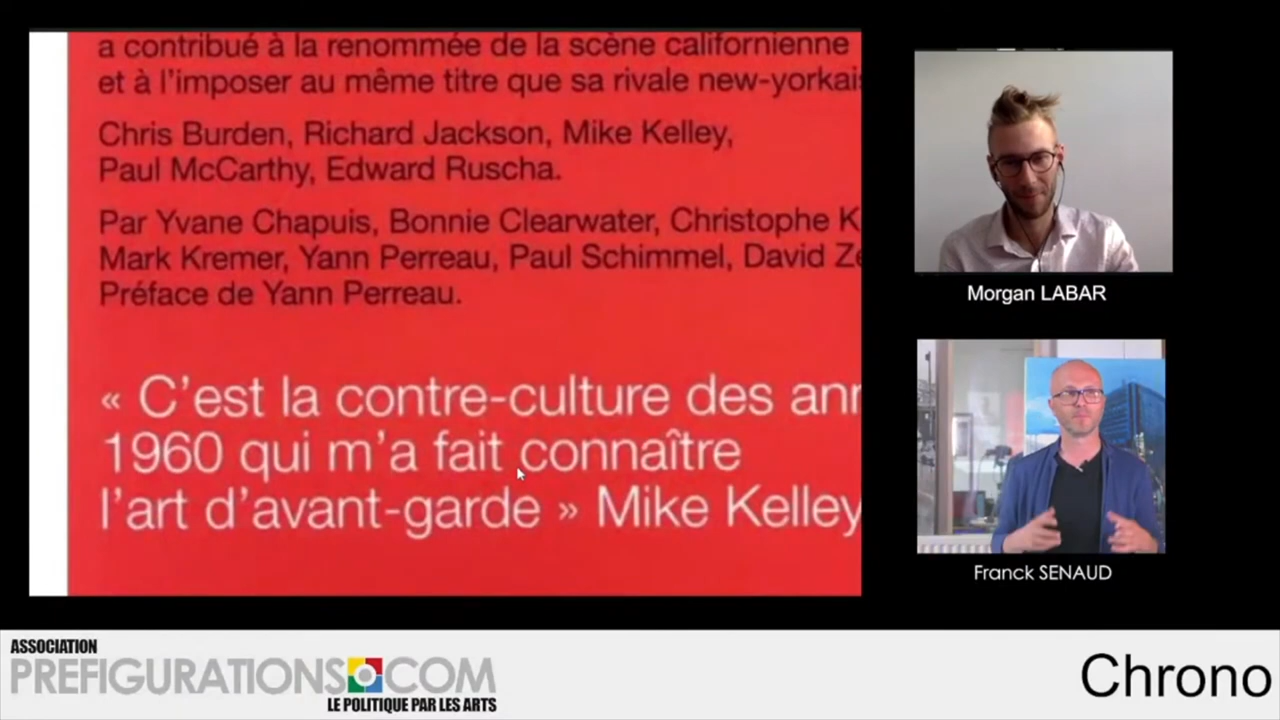 a contribué à la renommée de la scène californienne
et à l'imposer au même titre que sa rivale new-yorkais
Chris Burden, Richard Jackson, Mike Kelley,
Paul McCarthy, Edward Ruscha.
Par Yvane Chapuis, Bonnie Clearwater, Christophe K
Mark Kremer, Yann Perreau, Paul Schimmel, David Ze
Préface de Yann Perreau.
« C'est la contre-culture des ann
1960 qui m'a fait connaître
l'art d'avant-garde » Mike Kelley
Morgan LABAR
Franck SENAUD
ASSOCIATION
PREFIGURATIONS.COM
LE POLITIQUE PAR LES ARTS
Chrono